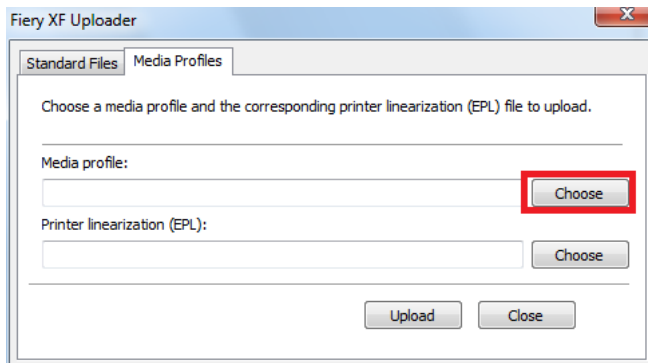 Fiery XF Uploader
Standard Files Media Profiles
Choose a media profile and the corresponding printer linearization (EPL) file to upload.
Media profile:
Choose
Printer linearization (EPL):
Choose
Upload Close